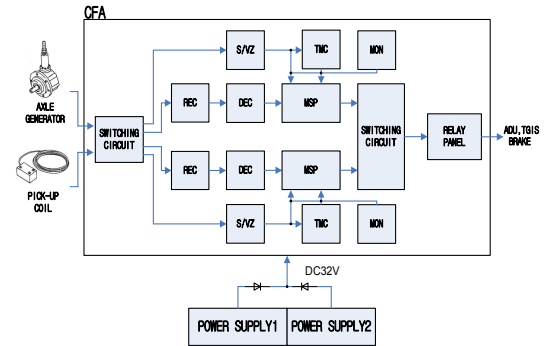 CFA
S/VZ
TMC
MON
AXLE
GENERATOR
REC
DEC
MSP
SWITCHING
CIRCUIT
SWITCHING
CIRCUIT
RELAY
PANEL
ADU,TGIS
BRAKE
REC
DEC
MSP
PICK-UP
COIL
S/VZ
TMC
MON
DC32V
POWER SUPPLY1
POWER SUPPLY2